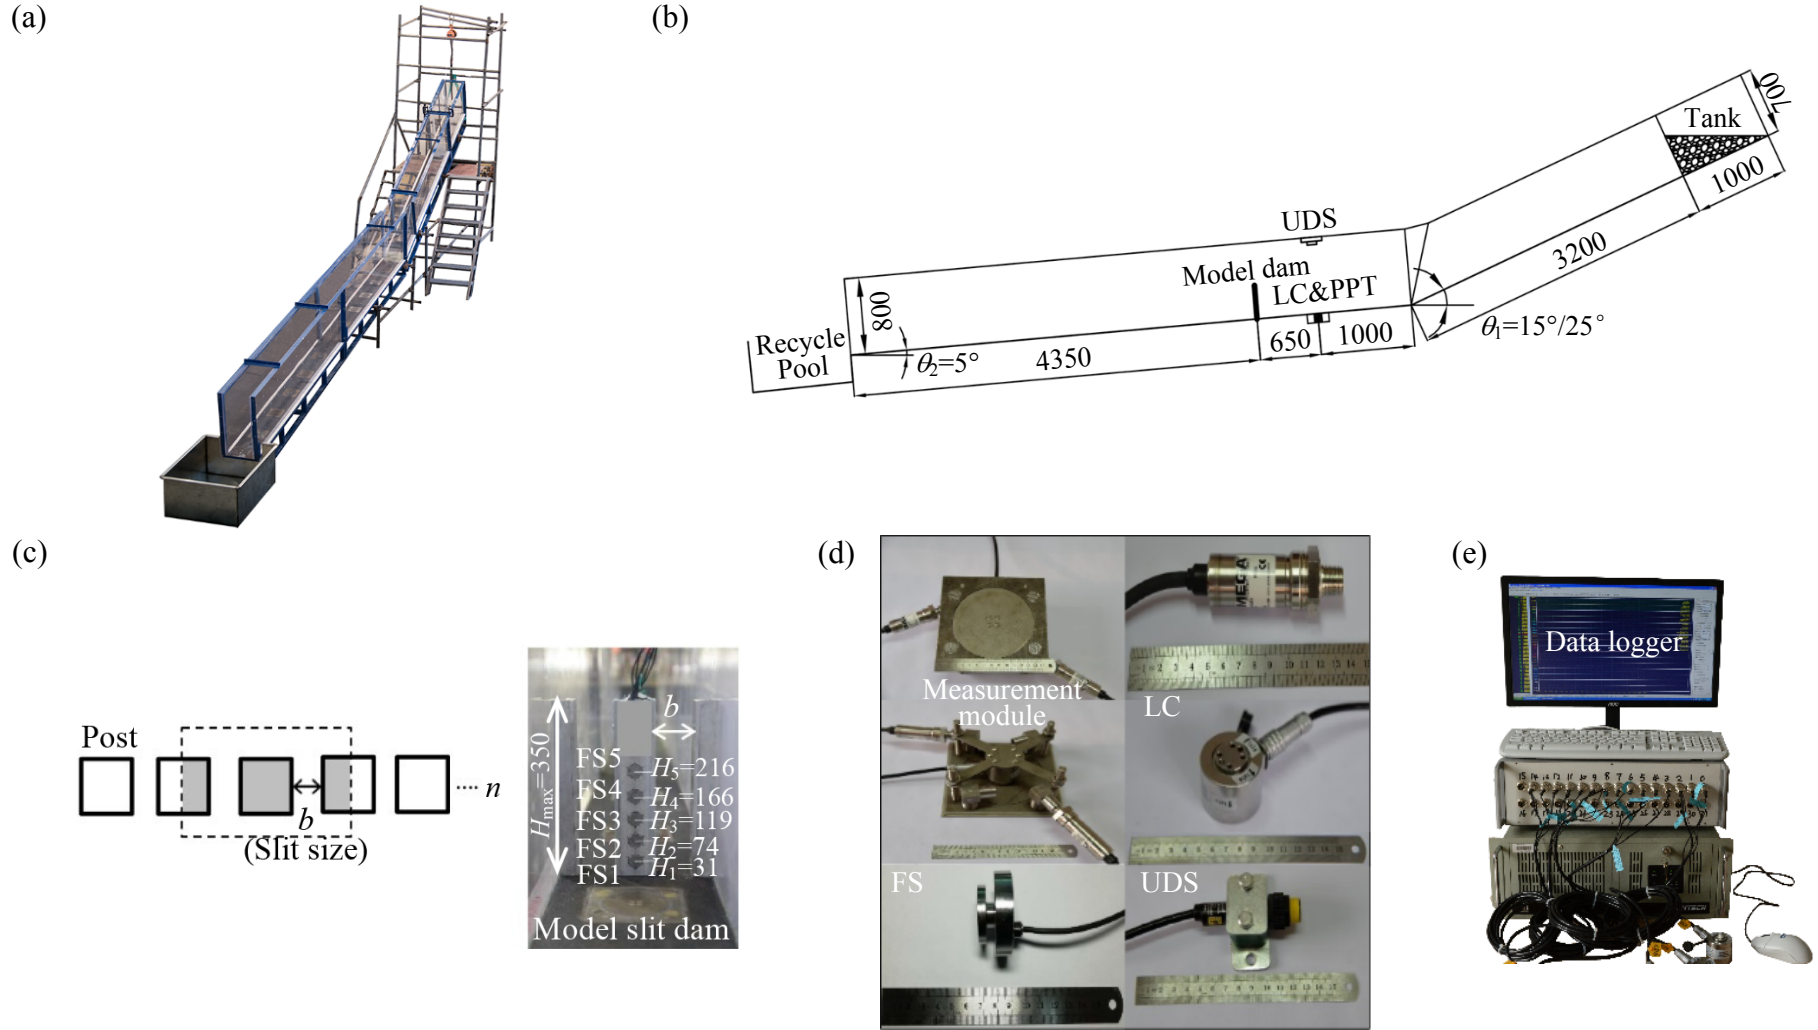 (a)
(b)
700
Tank
1000
UDS
3200
Model dam
LC&PPT
800
θ1=15°/25°
Recycle
Pool
θ2=5°
4350
650
1000
(c)
Post
b
(Slit size)
···· n
b
Hmax=350
FS5
H5=216
FS4
H4=166
FS3
H3=119
FS2
H2=74
FS1
H1=31
Model slit dam
(d)
Measurement
module
LC
FS
UDS
(e)
Data logger